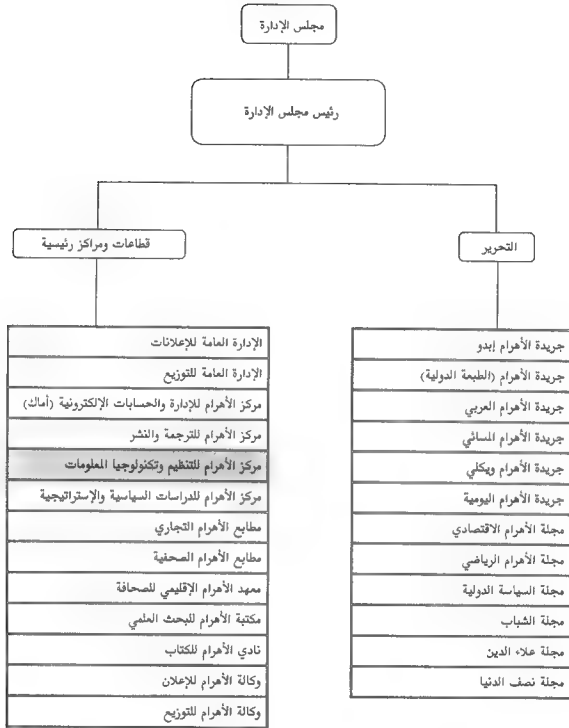 مجلس الإدارة
رئيس مجلس الإدارة
التحرير
جريدة الأهرام إبدو
جريدة الأهرام (الطبعة الدولية)
جريدة الأهرام العربي
جريدة الأهرام المسائي
جريدة الأهرام ويكلي
جريدة الأهرام اليومية
مجلة الأهرام الاقتصادي
مجلة الأهرام الرياضي
مجلة السياسة الدولية
مجلة الشباب
مجلة علاء الدين
مجلة نصف الدنيا
قطاعات ومراكز رئيسية
الإدارة العامة للإعلانات
الإدارة العامة للتوزيع
مركز الأهرام للإدارة والحسابات الإلكترونية (أماك)
مركز الأهرام للترجمة والنشر
مركز الأهرام للتنظيم وتكنولوجيا المعلومات
مركز الأهرام للدراسات السياسية والإستراتيجية
مطابع الأهرام التجاري
مطابع الأهرام الصحفية
معهد الأهرام الإقليمي للصحافة
مكتبة الأهرام للبحث العلمي
نادي الأهرام للكتاب
وكالة الأهرام للإعلان
وكالة الأهرام للتوزيع